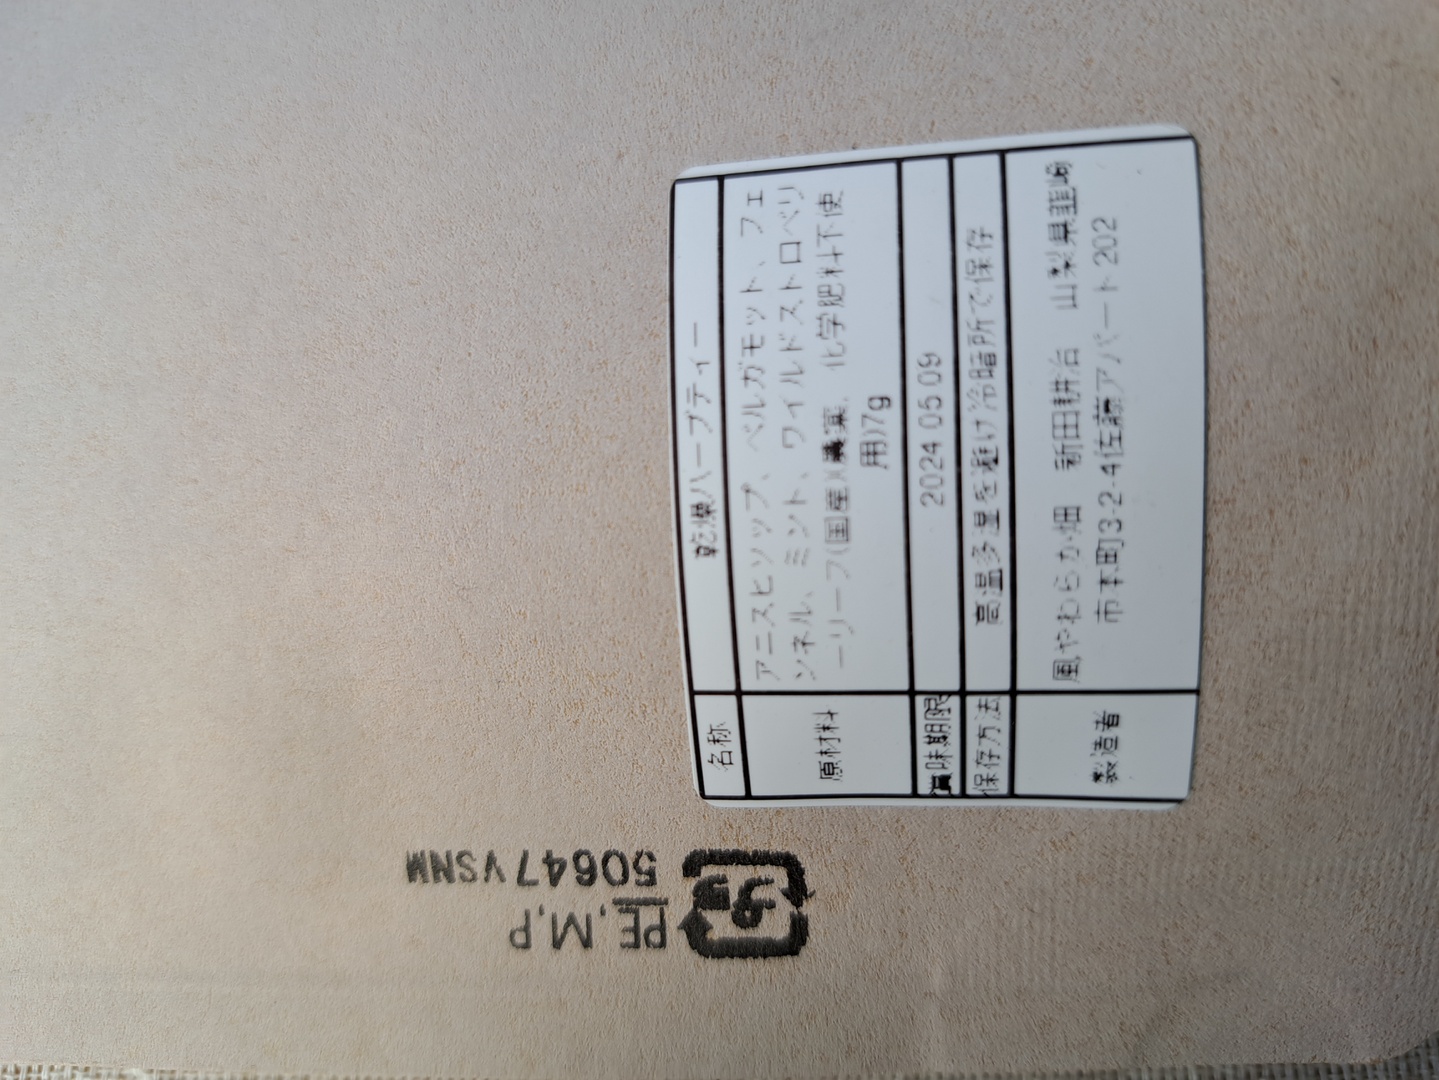 名称 乾燥ハーブティー
原材料 アニスヒソップ、ベルガモット、フェ
ンネル、ミント、ワイルドストロベリ
ーリーフ(国産)(農薬、化学肥料不使
用)7g
賞味期限 2024 05 09
保存方法 高温多湿を避け冷暗所で保存
製造者 風やわらか畑 新田耕治 山梨県韮崎
市本町3-2-4佐藤アパート202
プラ
PE,M,P
50647VSNM